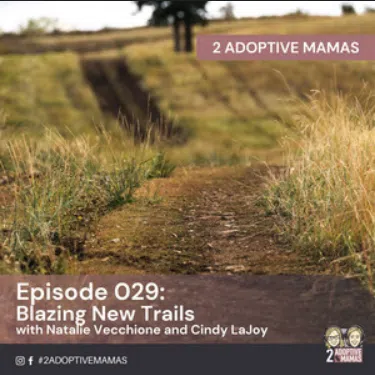 2 ADOPTIVE MAMAS
Episode 029:
Blazing New Trails
with Natalie Vecchione and Cindy LaJoy
#2ADOPTIVEMAMAS
2 ADOPTIVE
MAMAS